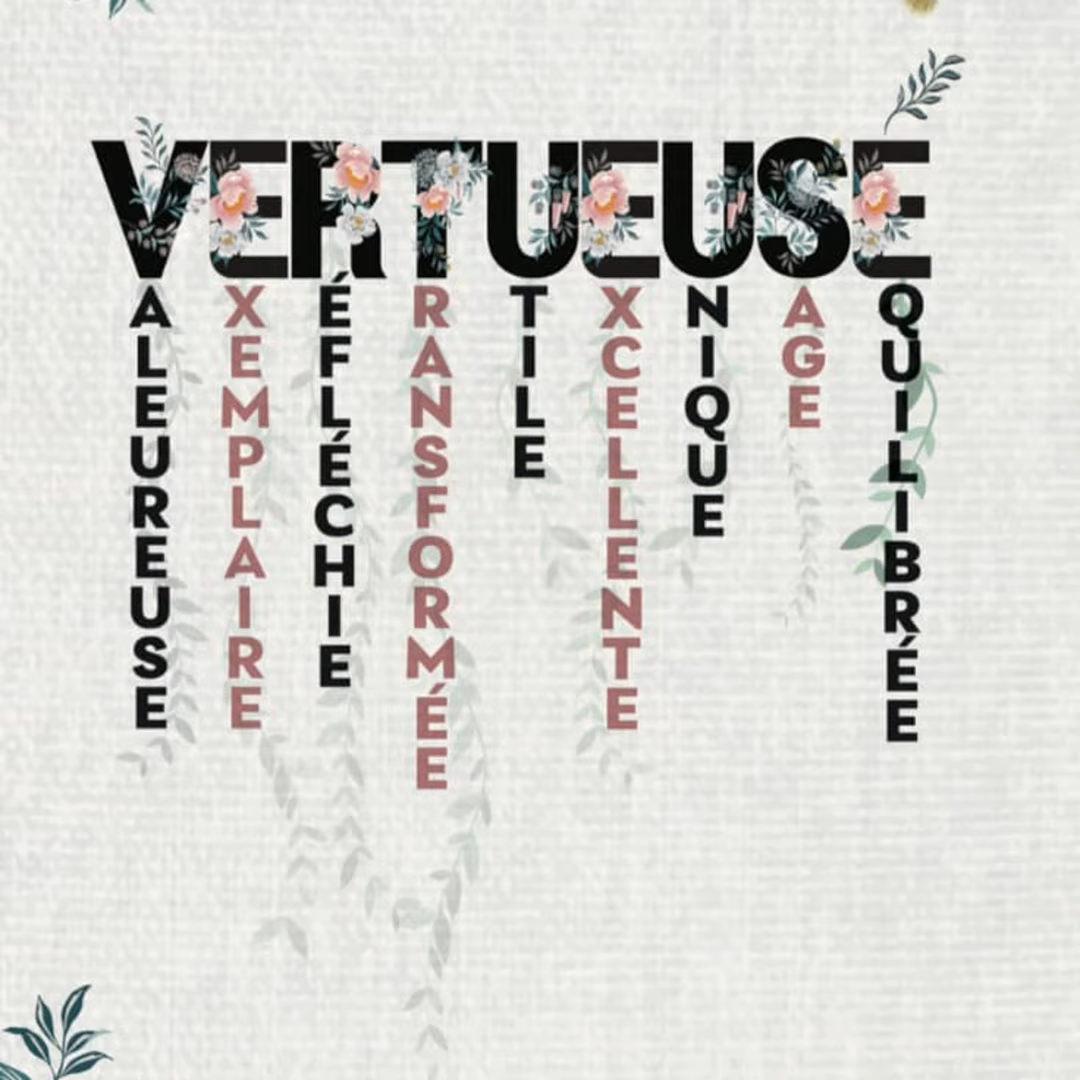 VERTUEUSE
ALEUREUSE
XEMPLAIRE
ÉFLÉCHIE
RANSFORMÉE
TILE
XCELLENTE
NIQUE
AGE
QUILIBRÉE